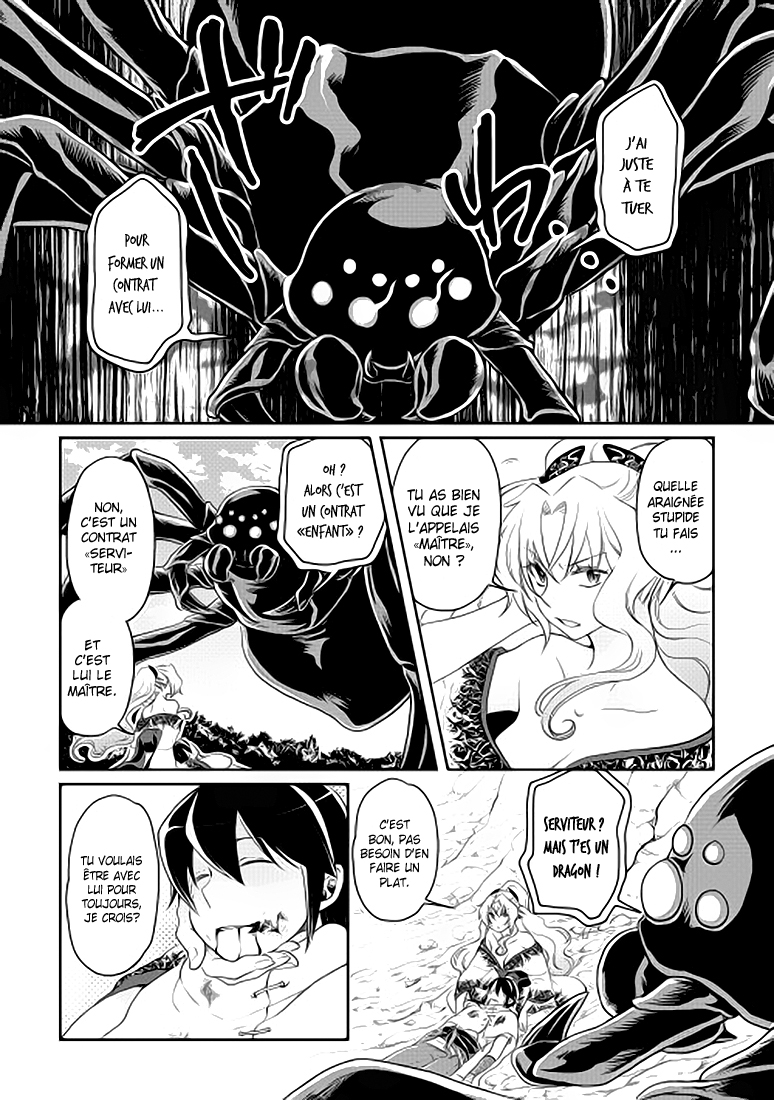 J'AI
JUSTE
À TE
TUER
POUR
FORMER UN
CONTRAT
AVEC LUI...
QUELLE
ARAIGNÉE
STUPIDE
TU FAIS
...
TU AS BIEN
VU QUE JE
L'APPELAIS
«MAÎTRE»,
NON ?
OH ?
ALORS C'EST
UN CONTRAT
«ENFANT» ?
NON,
C'EST UN
CONTRAT
«SERVI-
TEUR»
ET
C'EST
LUI LE
MAÎTRE.
SERVITEUR ?
MAIS T'ES UN
DRAGON !
C'EST
BON, PAS
BESOIN D'EN
FAIRE UN
PLAT.
TU VOULAIS
ÊTRE AVEC
LUI POUR
TOUJOURS,
JE CROIS?